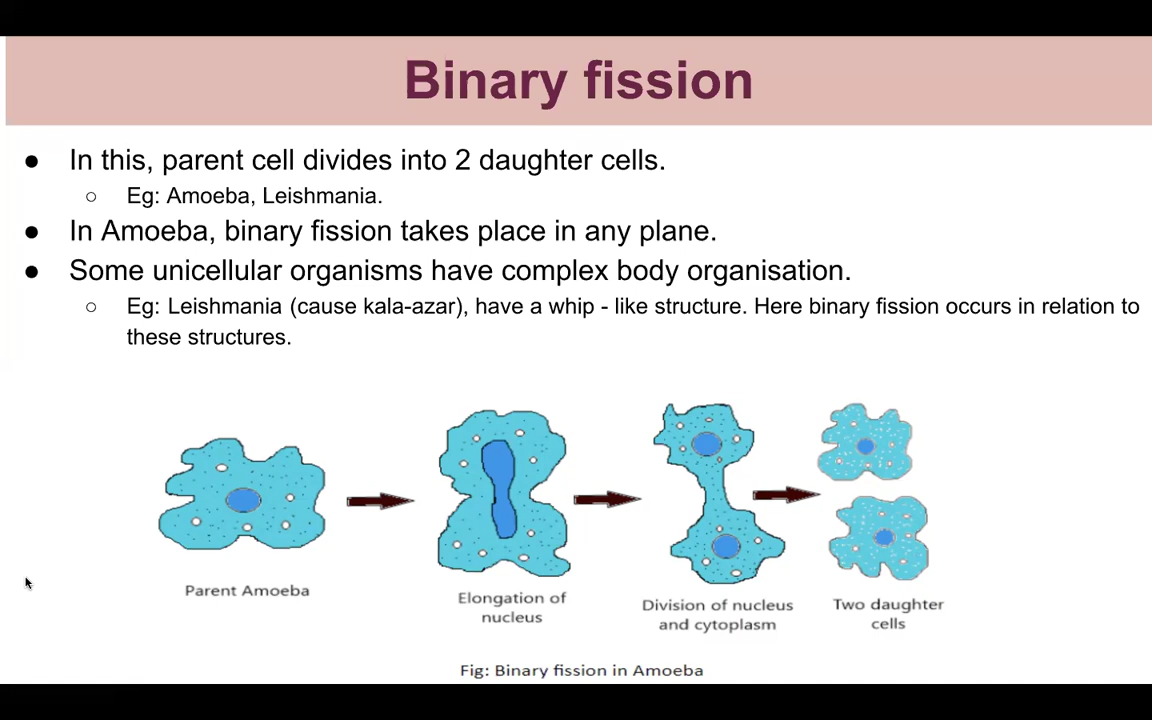 Binary fission
● In this, parent cell divides into 2 daughter cells.
○ Eg: Amoeba, Leishmania.
● In Amoeba, binary fission takes place in any plane.
● Some unicellular organisms have complex body organisation.
○ Eg: Leishmania (cause kala-azar), have a whip - like structure. Here binary fission occurs in relation to
these structures.
Parent Amoeba
Elongation of
nucleus
Division of nucleus
and cytoplasm
Two daughter
cells
Fig: Binary fission in Amoeba